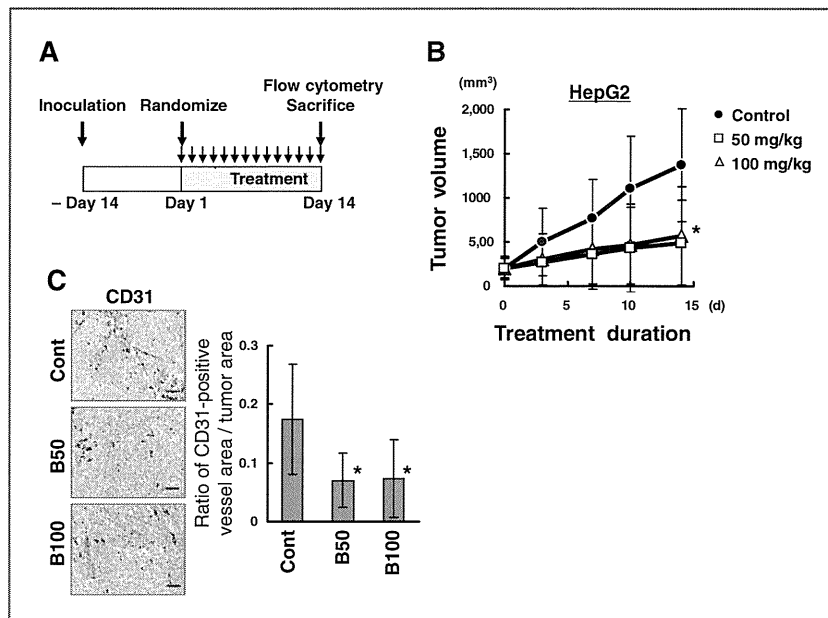 A
Flow cytometry
Inoculation Randomize Sacrifice
Treatment
– Day 14 Day 1 Day 14
B
(mm³)
HepG2
Tumor volume
2,000
1,500
1000
5,00
0
0 5 10 15 (d)
Treatment duration
Control
50 mg/kg
100 mg/kg
*
C
CD31
Cont
B50
B100
Ratio of CD31-positive
vessel area / tumor area
0.3
0.2
0.1
0
* *
Cont B50 B100